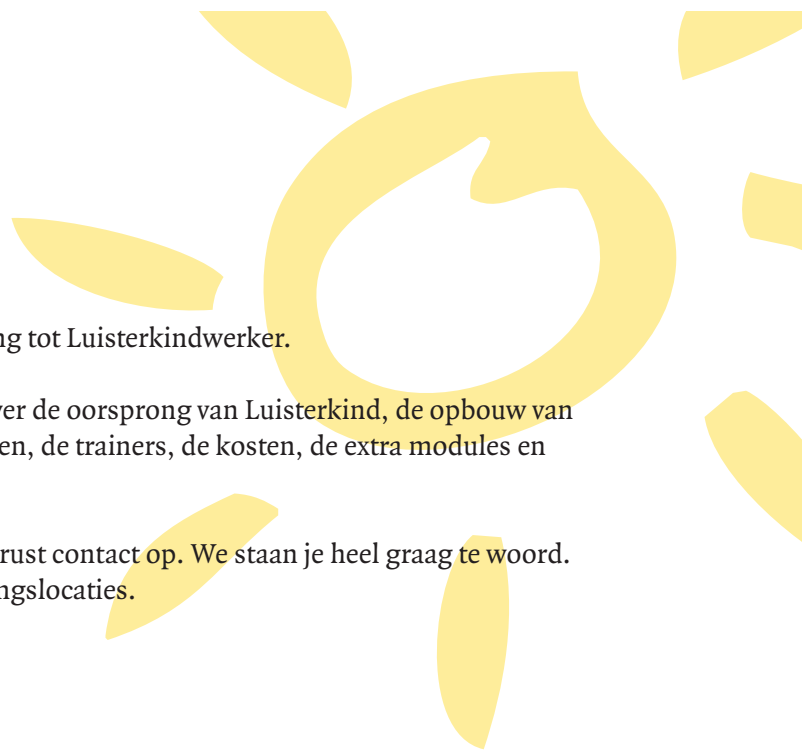 ng tot Luisterkindwerker.
ver de oorsprong van Luisterkind, de opbouw van
en, de trainers, de kosten, de extra modules en
rust contact op. We staan je heel graag te woord.
ngslocaties.